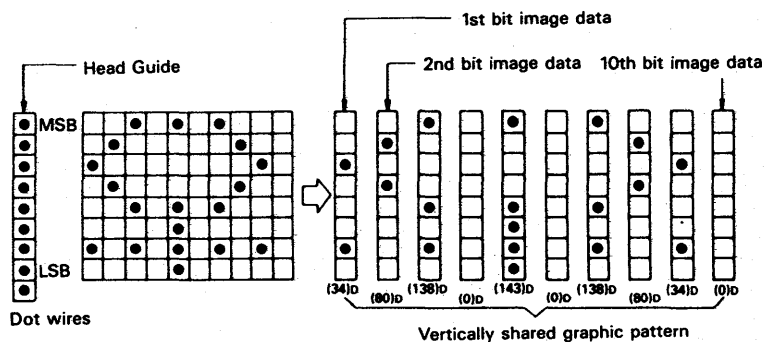 1st bit image data
Head Guide
2nd bit image data 10th bit image data
MSB
LSB
(34)D (80)D (138)D (0)D (143)D (0)D (138)D (80)D (34)D (0)D
Dot wires
Vertically shared graphic pattern